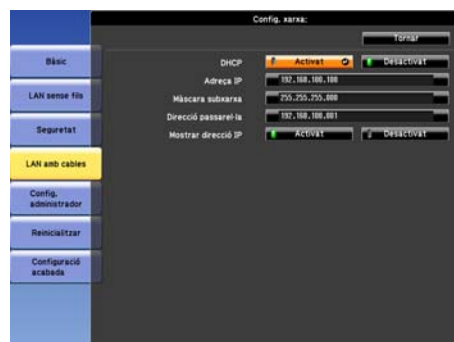 Config. xarxa:
Tornar
Bàsic
LAN sense fils
Seguretat
LAN amb cables
Config.
administrador
Reinicialitzar
Configuració
acabada
DHCP Activat Desactivat
Adreça IP 192.168.100.100
Màscara subxarxa 255.255.255.000
Direcció passarel·la 192.168.100.001
Mostrar direcció IP Activat Desactivat